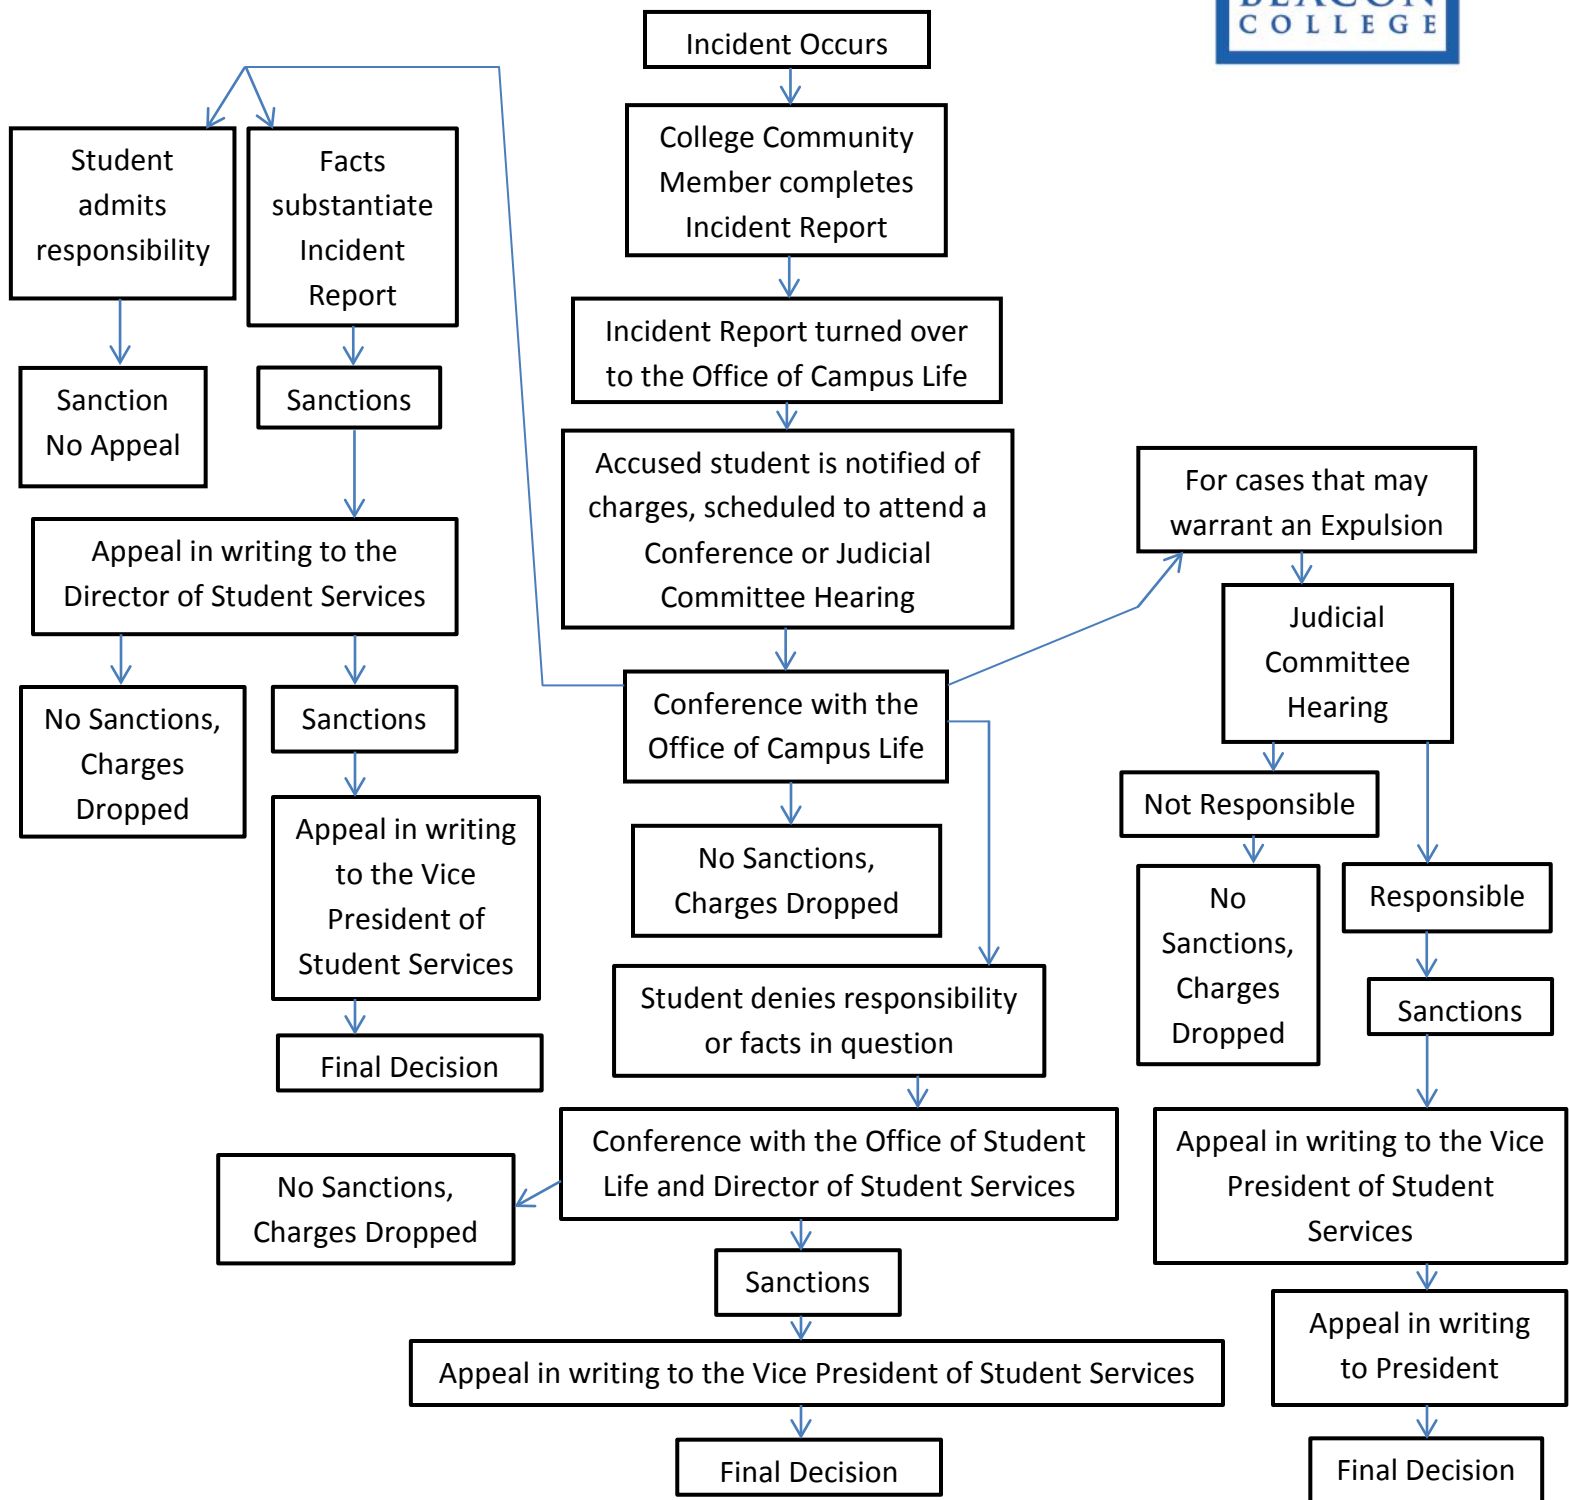 BEACON
COLLEGE
Incident Occurs
College Community
Member completes
Incident Report
Incident Report turned over
to the Office of Campus Life
Accused student is notified of
charges, scheduled to attend a
Conference or Judicial
Committee Hearing
Conference with the
Office of Campus Life
No Sanctions,
Charges Dropped
Student admits
responsibility
Sanction
No Appeal
Facts
substantiate
Incident
Report
Sanctions
Appeal in writing to the
Director of Student Services
No Sanctions,
Charges
Dropped
Sanctions
Appeal in writing
to the Vice
President of
Student Services
Final Decision
Student denies responsibility
or facts in question
Conference with the Office of Student
Life and Director of Student Services
No Sanctions,
Charges Dropped
Sanctions
Appeal in writing to the Vice President of Student Services
Final Decision
For cases that may
warrant an Expulsion
Judicial
Committee
Hearing
Not Responsible
No
Sanctions,
Charges
Dropped
Responsible
Sanctions
Appeal in writing to the Vice
President of Student
Services
Appeal in writing
to President
Final Decision